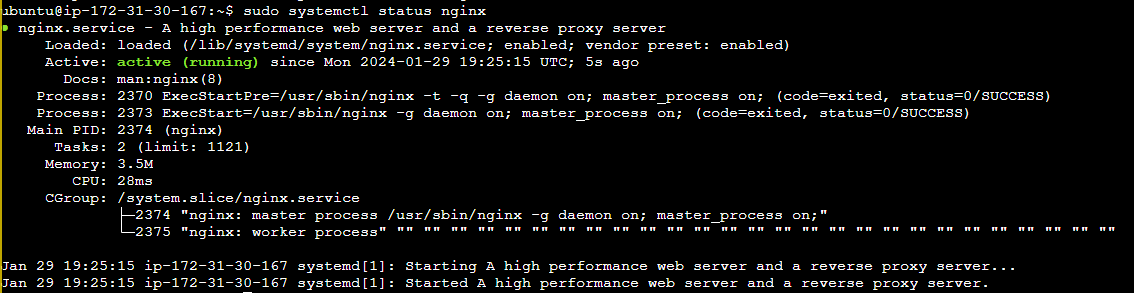 ubuntu@ip-172-31-30-167:~$ sudo systemctl status nginx
● nginx.service - A high performance web server and a reverse proxy server
Loaded: loaded (/lib/systemd/system/nginx.service; enabled; vendor preset: enabled)
Active: active (running) since Mon 2024-01-29 19:25:15 UTC; 5s ago
Docs: man:nginx(8)
Process: 2370 ExecStartPre=/usr/sbin/nginx -t -q -g daemon on; master_process on; (code=exited, status=0/SUCCESS)
Process: 2373 ExecStart=/usr/sbin/nginx -g daemon on; master_process on; (code=exited, status=0/SUCCESS)
Main PID: 2374 (nginx)
Tasks: 2 (limit: 1121)
Memory: 3.5M
CPU: 28ms
CGroup: /system.slice/nginx.service
├─2374 "nginx: master process /usr/sbin/nginx -g daemon on; master_process on;"
└─2375 "nginx: worker process" "" "" "" "" "" "" "" "" "" "" "" "" "" "" "" "" "" "" "" "" "" "" "" "" "" "" ""
Jan 29 19:25:15 ip-172-31-30-167 systemd[1]: Starting A high performance web server and a reverse proxy server...
Jan 29 19:25:15 ip-172-31-30-167 systemd[1]: Started A high performance web server and a reverse proxy server.